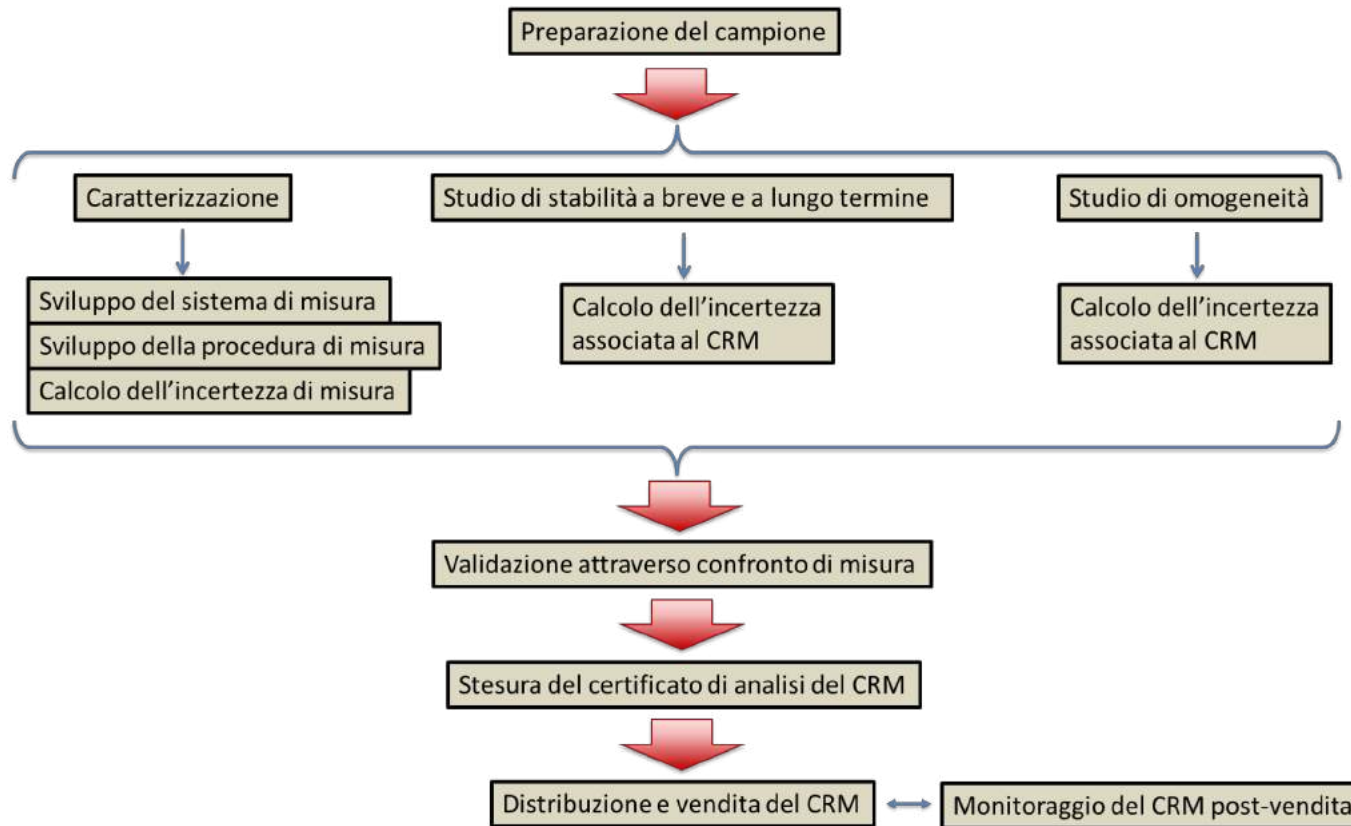 Preparazione del campione
Caratterizzazione
Studio di stabilità a breve e a lungo termine
Studio di omogeneità
Sviluppo del sistema di misura
Sviluppo della procedura di misura
Calcolo dell'incertezza di misura
Calcolo dell'incertezza
associata al CRM
Calcolo dell'incertezza
associata al CRM
Validazione attraverso confronto di misura
Stesura del certificato di analisi del CRM
Distribuzione e vendita del CRM
Monitoraggio del CRM post-vendita